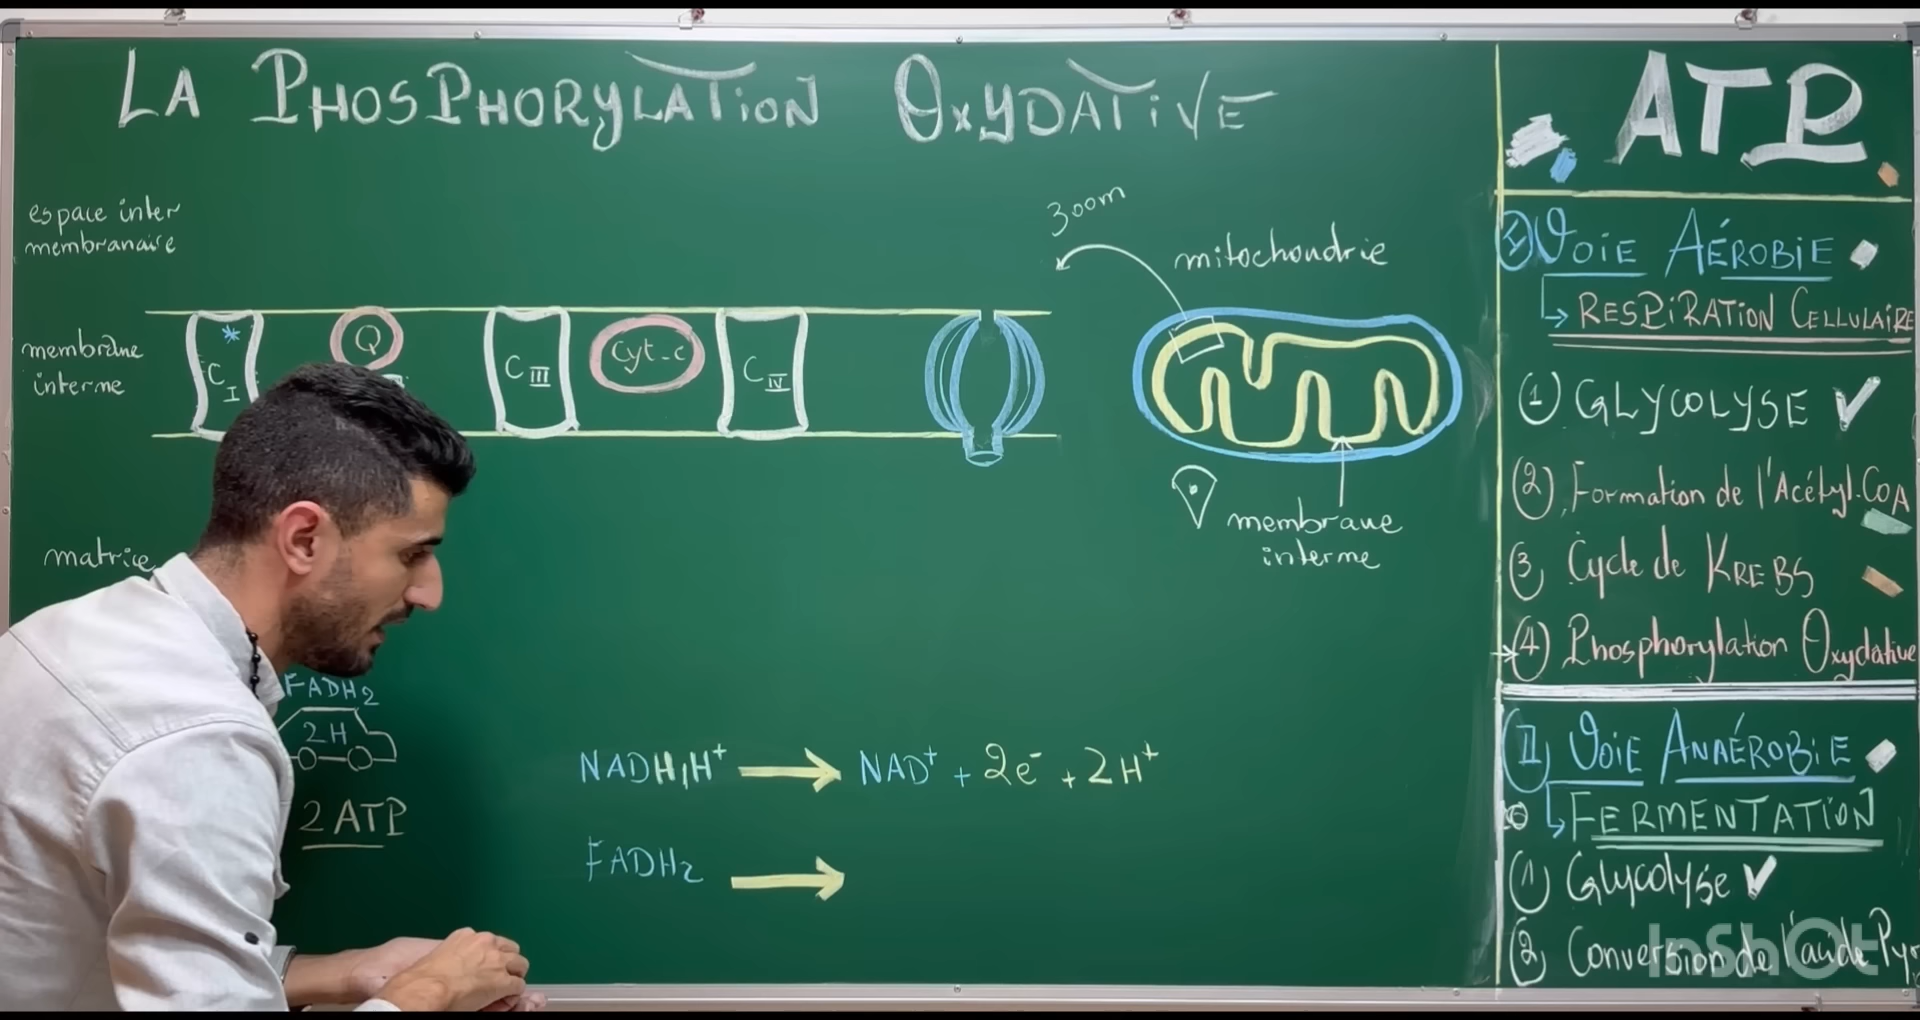 LA PHOSPHORYLATION OXYDATIVE
espace inter
membranaire
membrane
interne
matrice
C I
Q
C III
Cyt-c
C IV
zoom
mitochondrie
membrane
interne
FADH2
2H
2 ATP
NADH,H+ → NAD+ + 2e- + 2H+
FADH2 →
ATP
I VOIE AÉROBIE
↳ RESPIRATION CELLULAIRE
① GLYCOLYSE ✓
② Formation de l'Acétyl-CoA
③ Cycle de KREBS
→ ④ Phosphorylation Oxydative
II VOIE ANAÉROBIE
↳ FERMENTATION
① Glycolyse ✓
② Conversion de l'acide Pyr
InShOt